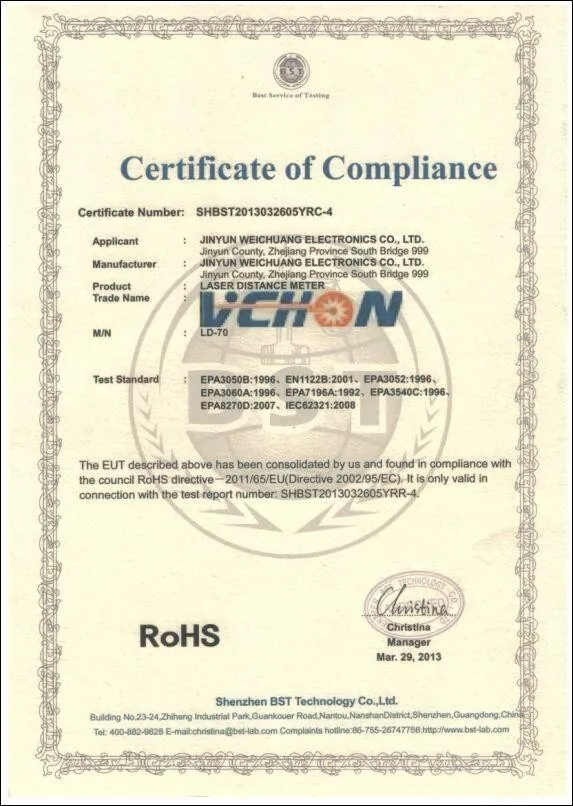 BST
Best Service of Testing
Certificate of Compliance
Certificate Number: SHBST2013032605YRC-4
Applicant : JINYUN WEICHUANG ELECTRONICS CO., LTD.
Jinyun County, Zhejiang Province South Bridge 999
Manufacturer : JINYUN WEICHUANG ELECTRONICS CO., LTD.
Jinyun County, Zhejiang Province South Bridge 999
Product : LASER DISTANCE METER
Trade Name : VCHON
M/N : LD-70
Test Standard : EPA3050B:1996、EN1122B:2001、EPA3052:1996、
EPA3060A:1996、EPA7196A:1992、EPA3540C:1996、
EPA8270D:2007、IEC62321:2008
BST
The EUT described above has been consolidated by us and found in compliance with
the council RoHS directive－2011/65/EU(Directive 2002/95/EC). It is only valid in
connection with the test report number: SHBST2013032605YRR-4.
TECHNOLOGY CO.
Christina
RoHS
Christina
Manager
Mar. 29, 2013
Shenzhen BST Technology Co.,Ltd.
Building No.23-24,Zhiheng Industrial Park,Guankouer Road,Nantou,NanshanDistrict,Shenzhen,Guangdong,China
Tel: 400-882-9628 E-mail:christina@bst-lab.com Complaints hotline:86-755-26747756 http://www.bst-lab.com